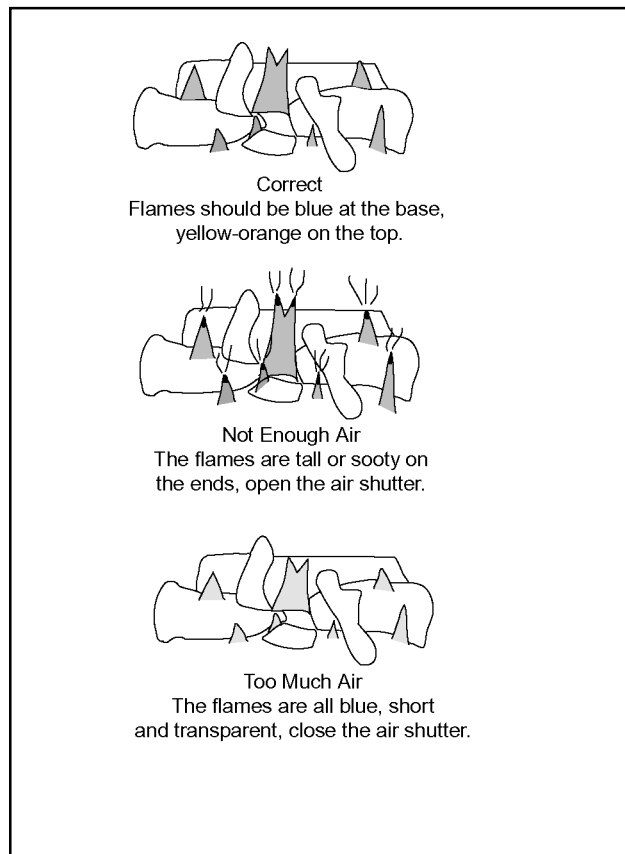 Correct
Flames should be blue at the base,
yellow-orange on the top.
Not Enough Air
The flames are tall or sooty on
the ends, open the air shutter.
Too Much Air
The flames are all blue, short
and transparent, close the air shutter.